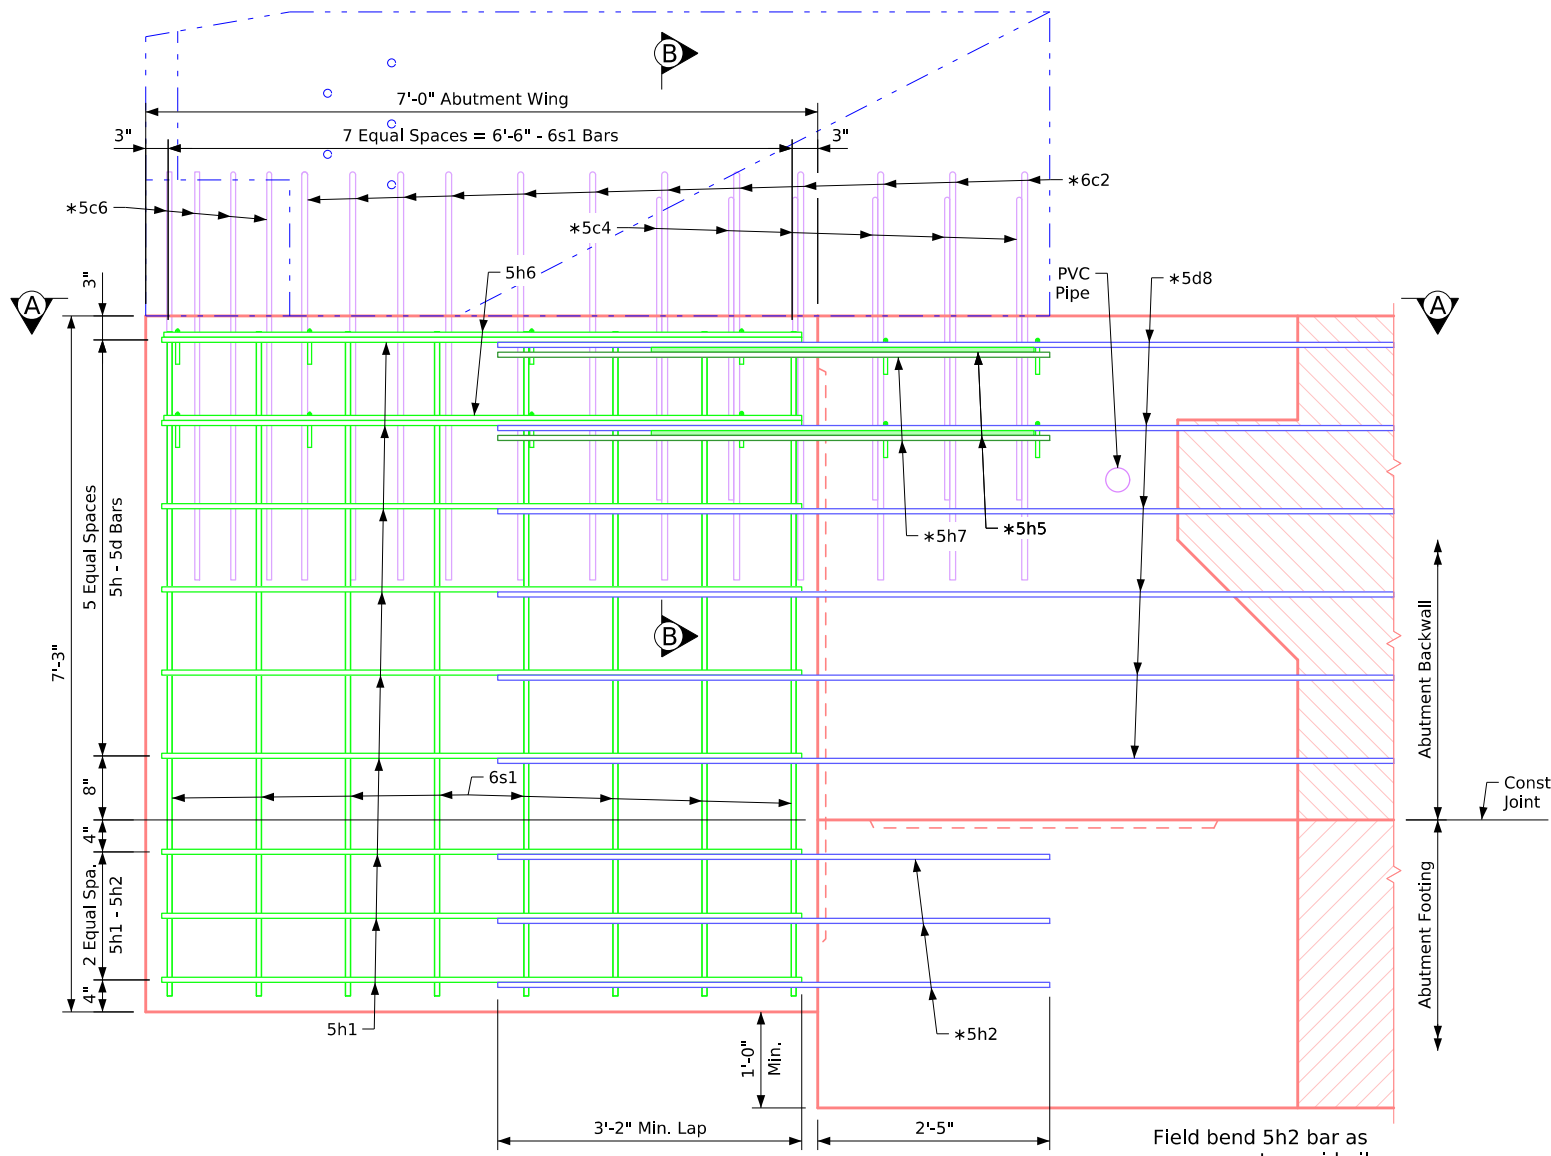 B
7'-0" Abutment Wing
3"
7 Equal Spaces = 6'-6" - 6s1 Bars
3"
∗6c2
∗5c6
∗5c4
5h6
PVC
Pipe
∗5d8
3"
A
A
∗5h7
∗5h5
5 Equal Spaces
5h - 5d Bars
7'-3"
B
Abutment Backwall
8"
6s1
Const
Joint
4"
2 Equal Spa.
5h1 - 5h2
4"
Abutment Footing
5h1
∗5h2
1'-0"
Min.
3'-2" Min. Lap
2'-5"
Field bend 5h2 bar as